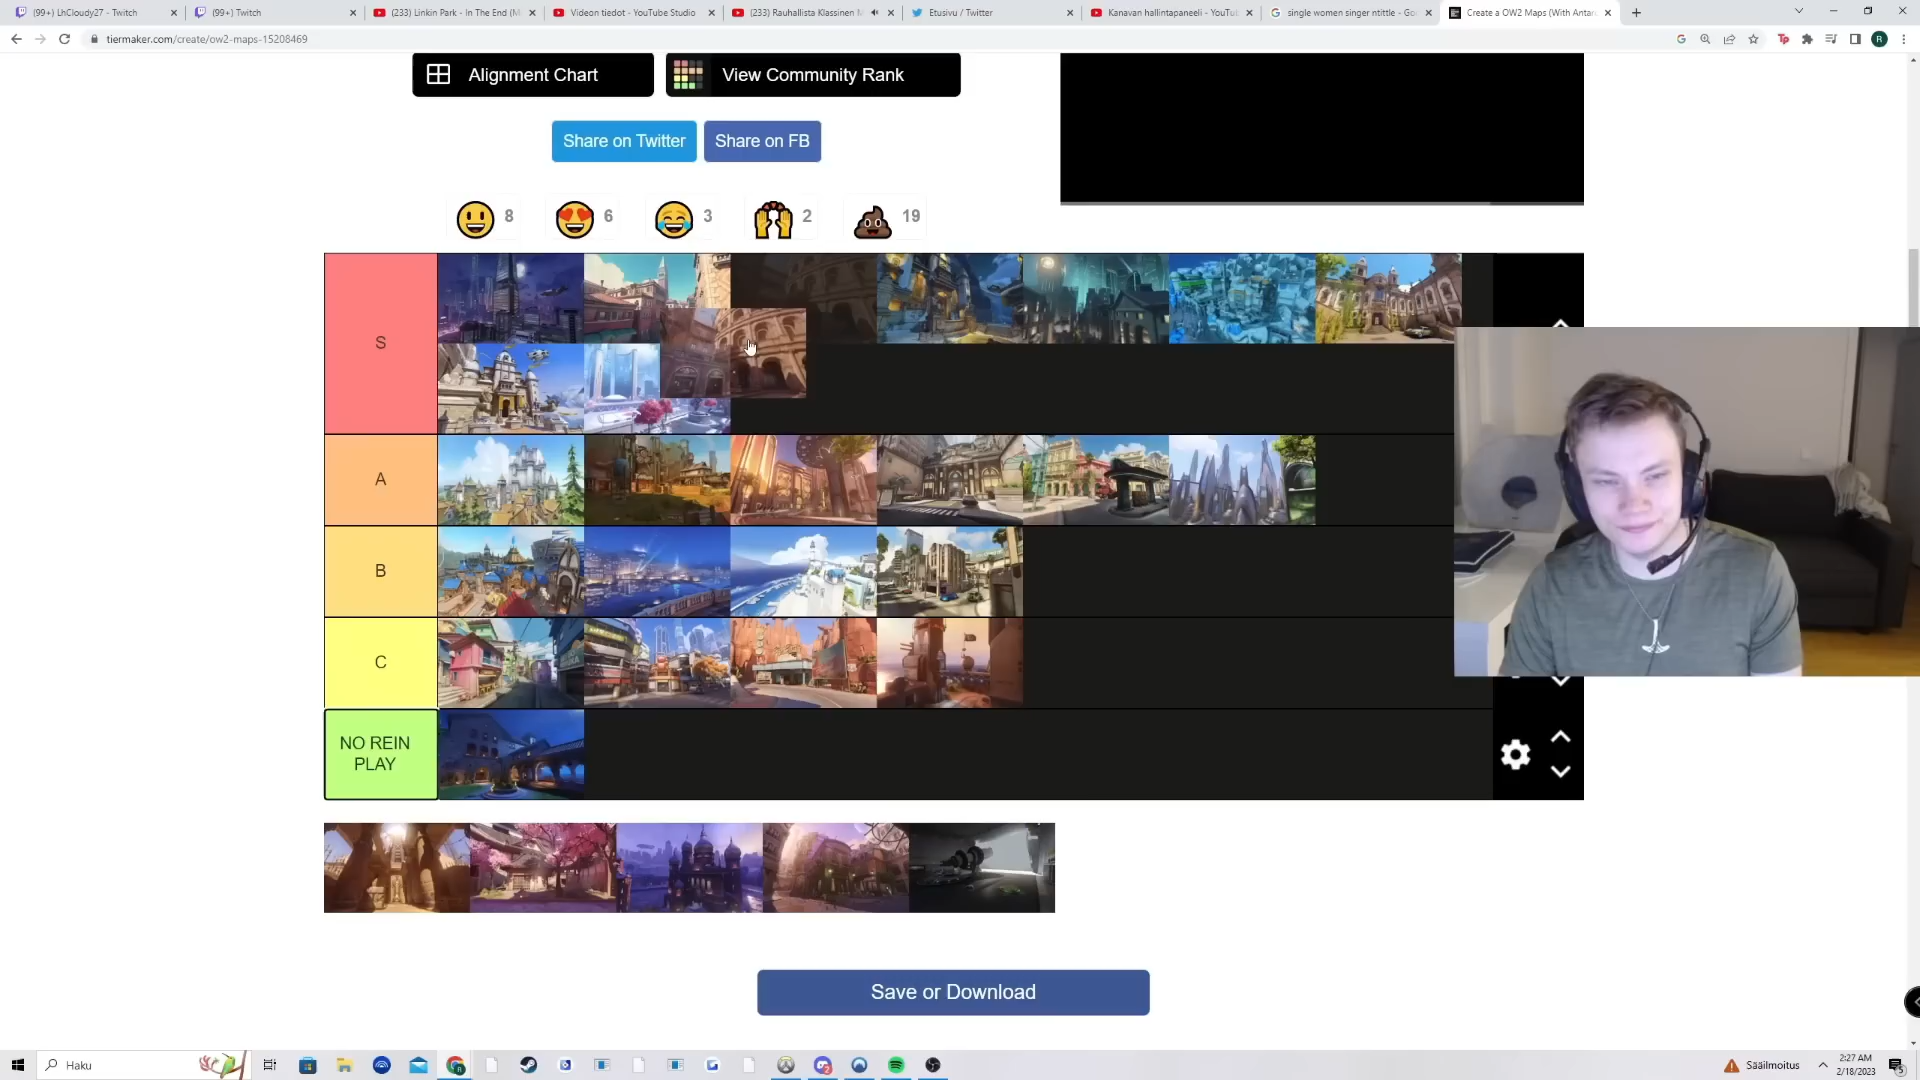 (99+) LhCloudy27 - Twitch
(99+) Twitch
(233) Linkin Park - In The End (M
Videon tiedot - YouTube Studio
(233) Rauhallista Klassinen M
Etusivu / Twitter
Kanavan hallintapaneeli - YouTu
single women singer ntittle - Go
Create a OW2 Maps (With Antar
tiermaker.com/create/ow2-maps-15208469
Alignment Chart
View Community Rank
Share on Twitter
Share on FB
8
6
3
2
19
S
A
B
C
NO REIN
PLAY
Save or Download
Haku
Sääilmoitus
2:27 AM
2/18/2023